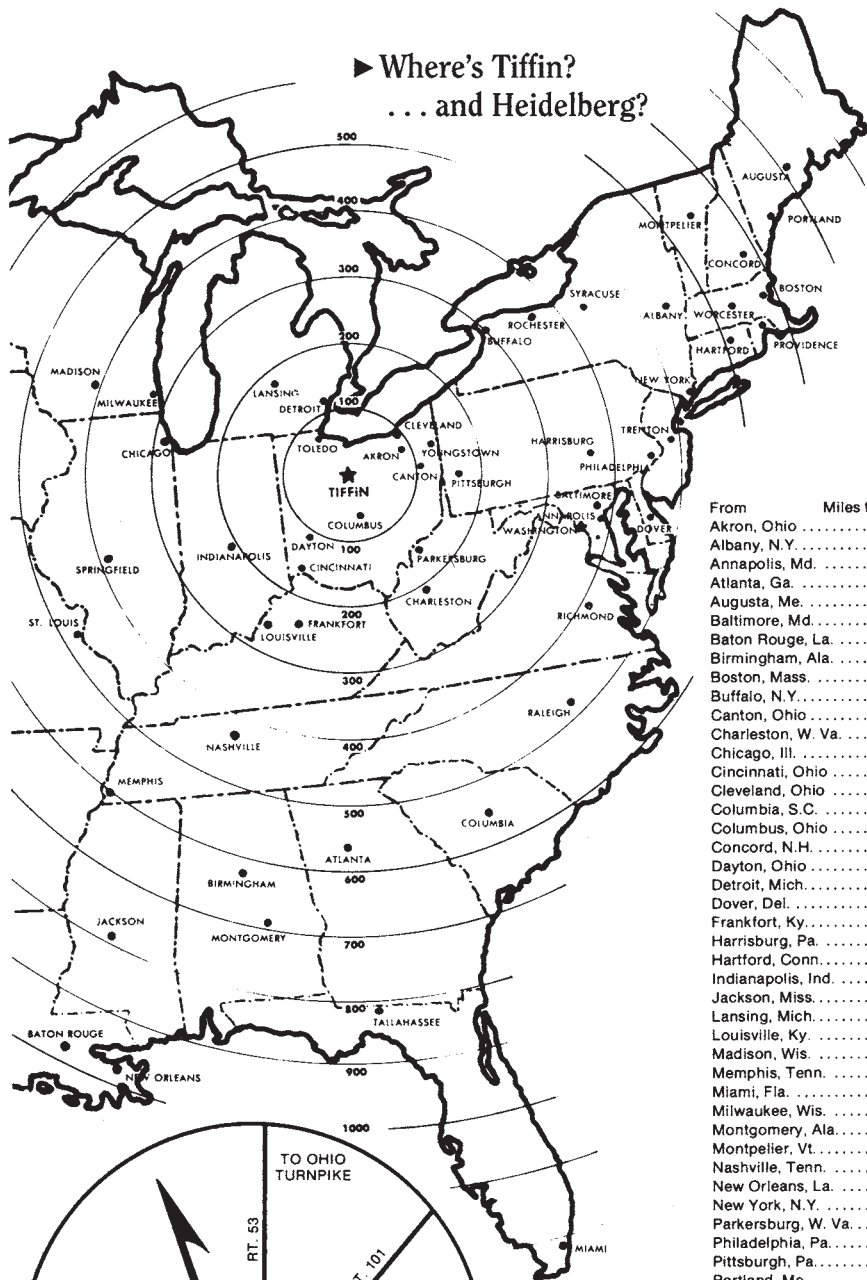 ▶ Where's Tiffin?
. . . and Heidelberg?
500
400
300
200
100
AUGUSTA
MONTPELIER
PORTLAND
CONCORD
BOSTON
SYRACUSE
ROCHESTER
BUFFALO
ALBANY
WORCESTER
HARTFORD
PROVIDENCE
MADISON
MILWAUKEE
LANSING
DETROIT
NEW YORK
CHICAGO
TOLEDO
CLEVELAND
AKRON
YOUNGSTOWN
CANTON
PITTSBURGH
HARRISBURG
TRENTON
PHILADELPHIA
TIFFIN
COLUMBUS
BALTIMORE
ANNAPOLIS
WASHINGTON
DOVER
DAYTON
100
INDIANAPOLIS
CINCINNATI
PARKERSBURG
SPRINGFIELD
CHARLESTON
200
ST. LOUIS
LOUISVILLE
FRANKFORT
RICHMOND
300
RALEIGH
NASHVILLE
400
MEMPHIS
500
COLUMBIA
ATLANTA
600
BIRMINGHAM
JACKSON
MONTGOMERY
700
800
TALLAHASSEE
BATON ROUGE
NEW ORLEANS
900
1000
MIAMI
TO OHIO
TURNPIKE
RT. 53
T. 101
From Miles
Akron, Ohio ........
Albany, N.Y. ........
Annapolis, Md. ......
Atlanta, Ga. ........
Augusta, Me. ........
Baltimore, Md. ......
Baton Rouge, La. ....
Birmingham, Ala. ....
Boston, Mass. .......
Buffalo, N.Y. .......
Canton, Ohio ........
Charleston, W. Va. ...
Chicago, Ill. .......
Cincinnati, Ohio ....
Cleveland, Ohio .....
Columbia, S.C. ......
Columbus, Ohio ......
Concord, N.H. .......
Dayton, Ohio ........
Detroit, Mich. ......
Dover, Del. .........
Frankfort, Ky. ......
Harrisburg, Pa. .....
Hartford, Conn. .....
Indianapolis, Ind. ...
Jackson, Miss. ......
Lansing, Mich. ......
Louisville, Ky. .....
Madison, Wis. .......
Memphis, Tenn. ......
Miami, Fla. .........
Milwaukee, Wis. .....
Montgomery, Ala. ....
Montpelier, Vt. .....
Nashville, Tenn. ....
New Orleans, La. ....
New York, N.Y. ......
Parkersburg, W. Va. ..
Philadelphia, Pa. ...
Pittsburgh, Pa. .....
Portland, Me.